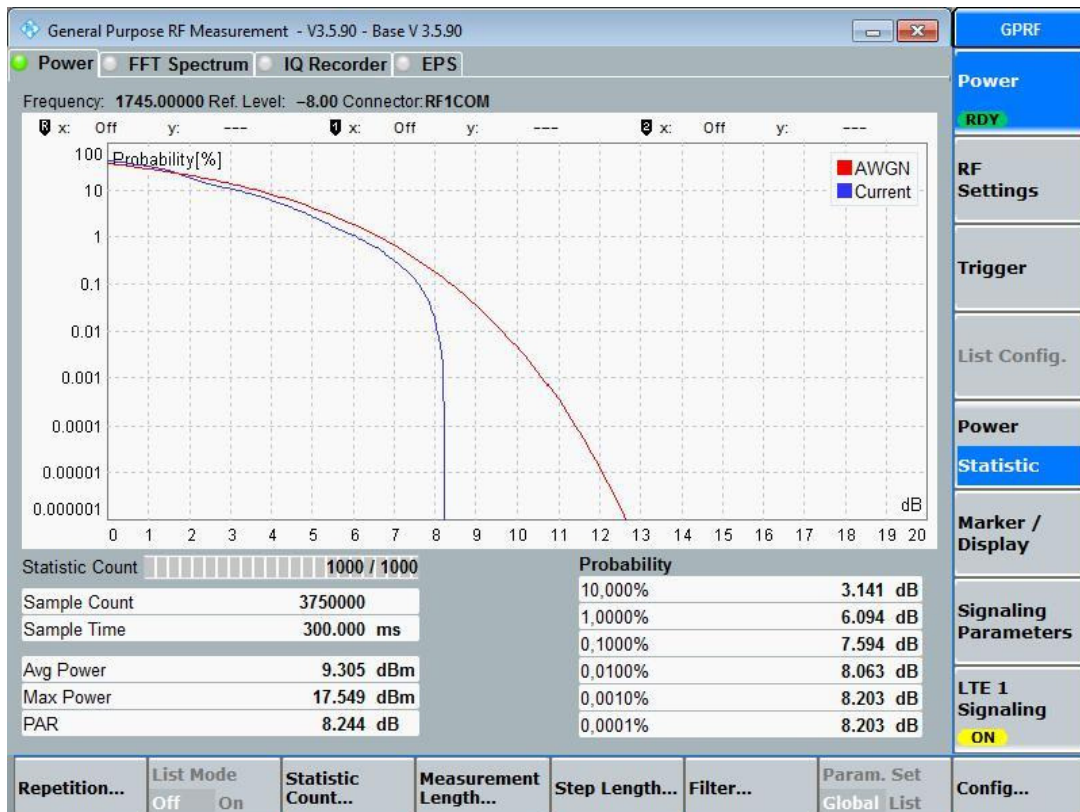 General Purpose RF Measurement - V3.5.90 - Base V 3.5.90
GPRF
Power FFT Spectrum IQ Recorder EPS
Frequency: 1745.00000 Ref. Level: -8.00 Connector:RF1COM
R x: Off y: --- 1 x: Off y: --- 2 x: Off y: ---
Probability[%]
AWGN
Current
100
10
1
0.1
0.01
0.001
0.0001
0.00001
0.000001
dB
0 1 2 3 4 5 6 7 8 9 10 11 12 13 14 15 16 17 18 19 20
Statistic Count 1000 / 1000
Sample Count 3750000
Sample Time 300.000 ms
Avg Power 9.305 dBm
Max Power 17.549 dBm
PAR 8.244 dB
Probability
10,000% 3.141 dB
1,0000% 6.094 dB
0,1000% 7.594 dB
0,0100% 8.063 dB
0,0010% 8.203 dB
0,0001% 8.203 dB
Power
RDY
RF
Settings
Trigger
List Config.
Power
Statistic
Marker /
Display
Signaling
Parameters
LTE 1
Signaling
ON
Repetition...
List Mode
Off On
Statistic
Count...
Measurement
Length...
Step Length...
Filter...
Param. Set
Global List
Config...